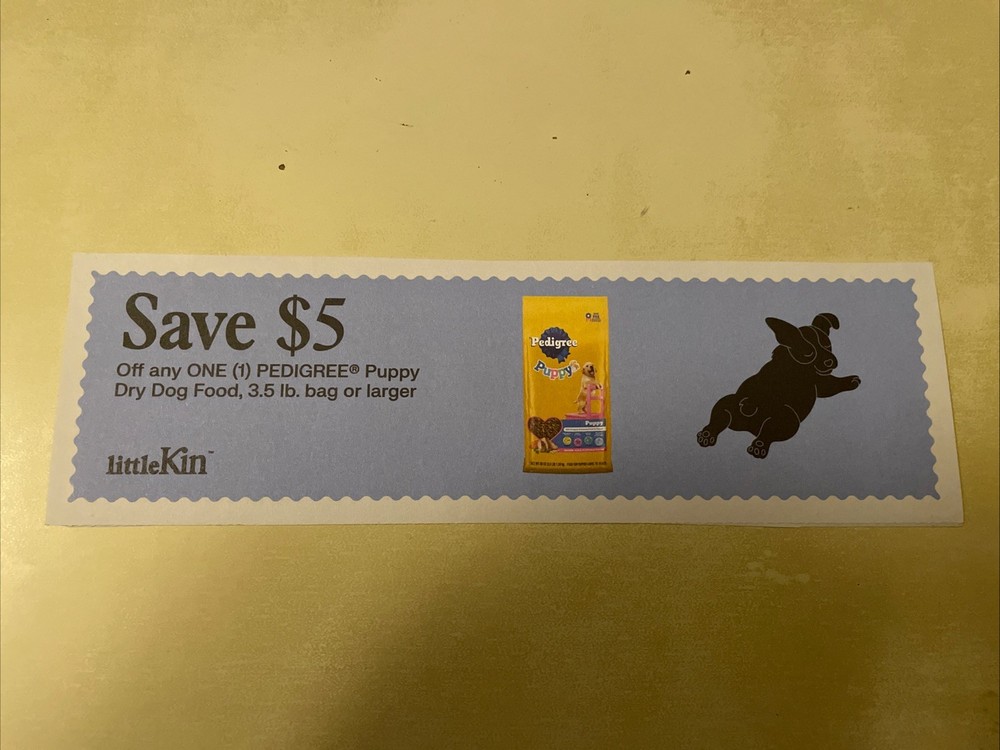 Save $5
Off any ONE (1) PEDIGREE® Puppy
Dry Dog Food, 3.5 lb. bag or larger
littleKin™
Pedigree
Puppy
Puppy